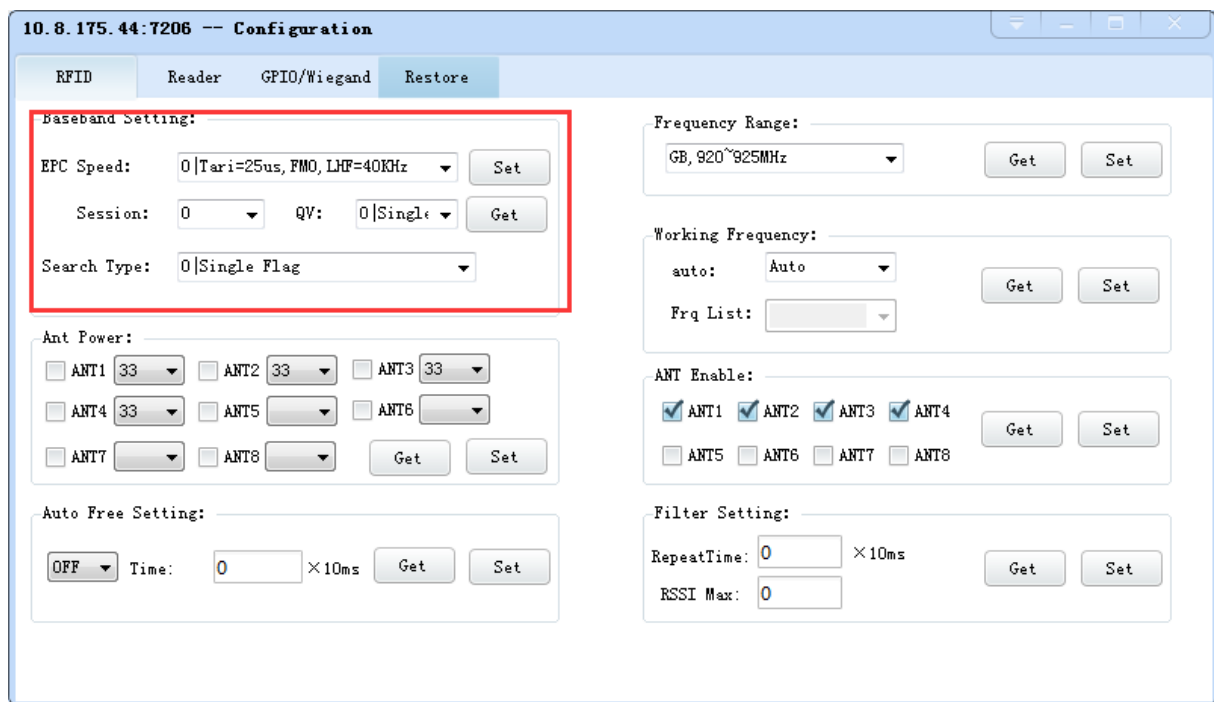 10.8.175.44:7206 -- Configuration
RFID Reader GPIO/Wiegand Restore
Baseband Setting:
EPC Speed: 0|Tari=25us, FM0, LHF=40KHz Set
Session: 0 QV: 0|Single Get
Search Type: 0|Single Flag
Ant Power:
ANT1 33 ANT2 33 ANT3 33
ANT4 33 ANT5 ANT6
ANT7 ANT8 Get Set
Auto Free Setting:
OFF Time: 0 ×10ms Get Set
Frequency Range:
GB, 920~925MHz Get Set
Working Frequency:
auto: Auto Get Set
Frq List:
ANT Enable:
ANT1 ANT2 ANT3 ANT4
ANT5 ANT6 ANT7 ANT8 Get Set
Filter Setting:
RepeatTime: 0 ×10ms Get Set
RSSI Max: 0